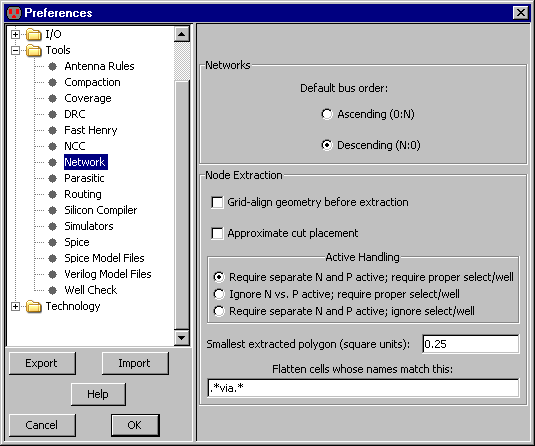 Preferences
I/O
Tools
Antenna Rules
Compaction
Coverage
DRC
Fast Henry
NCC
Network
Parasitic
Routing
Silicon Compiler
Simulators
Spice
Spice Model Files
Verilog Model Files
Well Check
Technology
Export
Import
Help
Cancel
OK
Networks
Default bus order:
Ascending (0:N)
Descending (N:0)
Node Extraction
Grid-align geometry before extraction
Approximate cut placement
Active Handling
Require separate N and P active; require proper select/well
Ignore N vs. P active; require proper select/well
Require separate N and P active; ignore select/well
Smallest extracted polygon (square units): 0.25
Flatten cells whose names match this:
.*via.*